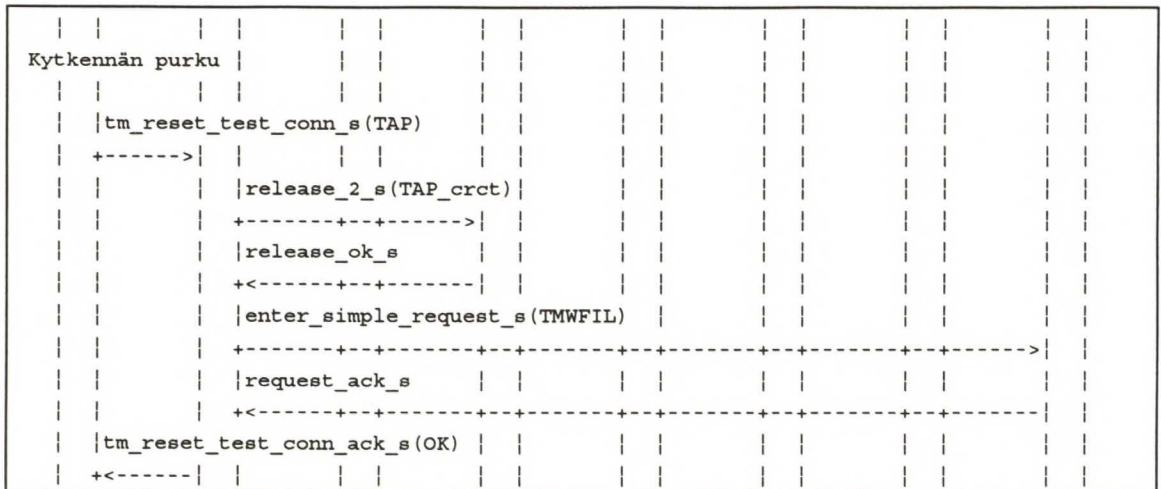 Kytkennän purku
tm_reset_test_conn_s(TAP)
release_2_s(TAP_crct)
release_ok_s
enter_simple_request_s(TMWFIL)
request_ack_s
tm_reset_test_conn_ack_s(OK)